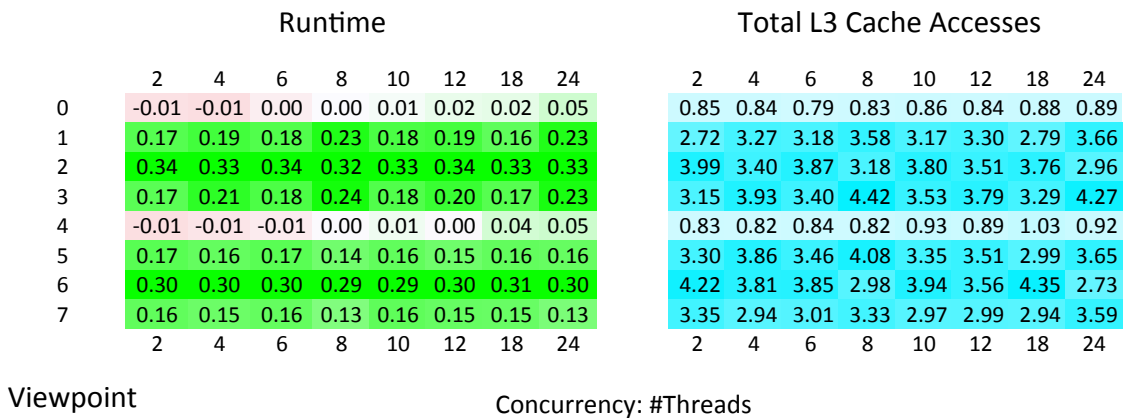 Runtime Total L3 Cache Accesses
2 4 6 8 10 12 18 24 2 4 6 8 10 12 18 24
0 -0.01 -0.01 0.00 0.00 0.01 0.02 0.02 0.05 0.85 0.84 0.79 0.83 0.86 0.84 0.88 0.89
1 0.17 0.19 0.18 0.23 0.18 0.19 0.16 0.23 2.72 3.27 3.18 3.58 3.17 3.30 2.79 3.66
2 0.34 0.33 0.34 0.32 0.33 0.34 0.33 0.33 3.99 3.40 3.87 3.18 3.80 3.51 3.76 2.96
3 0.17 0.21 0.18 0.24 0.18 0.20 0.17 0.23 3.15 3.93 3.40 4.42 3.53 3.79 3.29 4.27
4 -0.01 -0.01 -0.01 0.00 0.01 0.00 0.04 0.05 0.83 0.82 0.84 0.82 0.93 0.89 1.03 0.92
5 0.17 0.16 0.17 0.14 0.16 0.15 0.16 0.16 3.30 3.86 3.46 4.08 3.35 3.51 2.99 3.65
6 0.30 0.30 0.30 0.29 0.29 0.30 0.31 0.30 4.22 3.81 3.85 2.98 3.94 3.56 4.35 2.73
7 0.16 0.15 0.16 0.13 0.16 0.15 0.15 0.13 3.35 2.94 3.01 3.33 2.97 2.99 2.94 3.59
2 4 6 8 10 12 18 24 2 4 6 8 10 12 18 24
Viewpoint Concurrency: #Threads